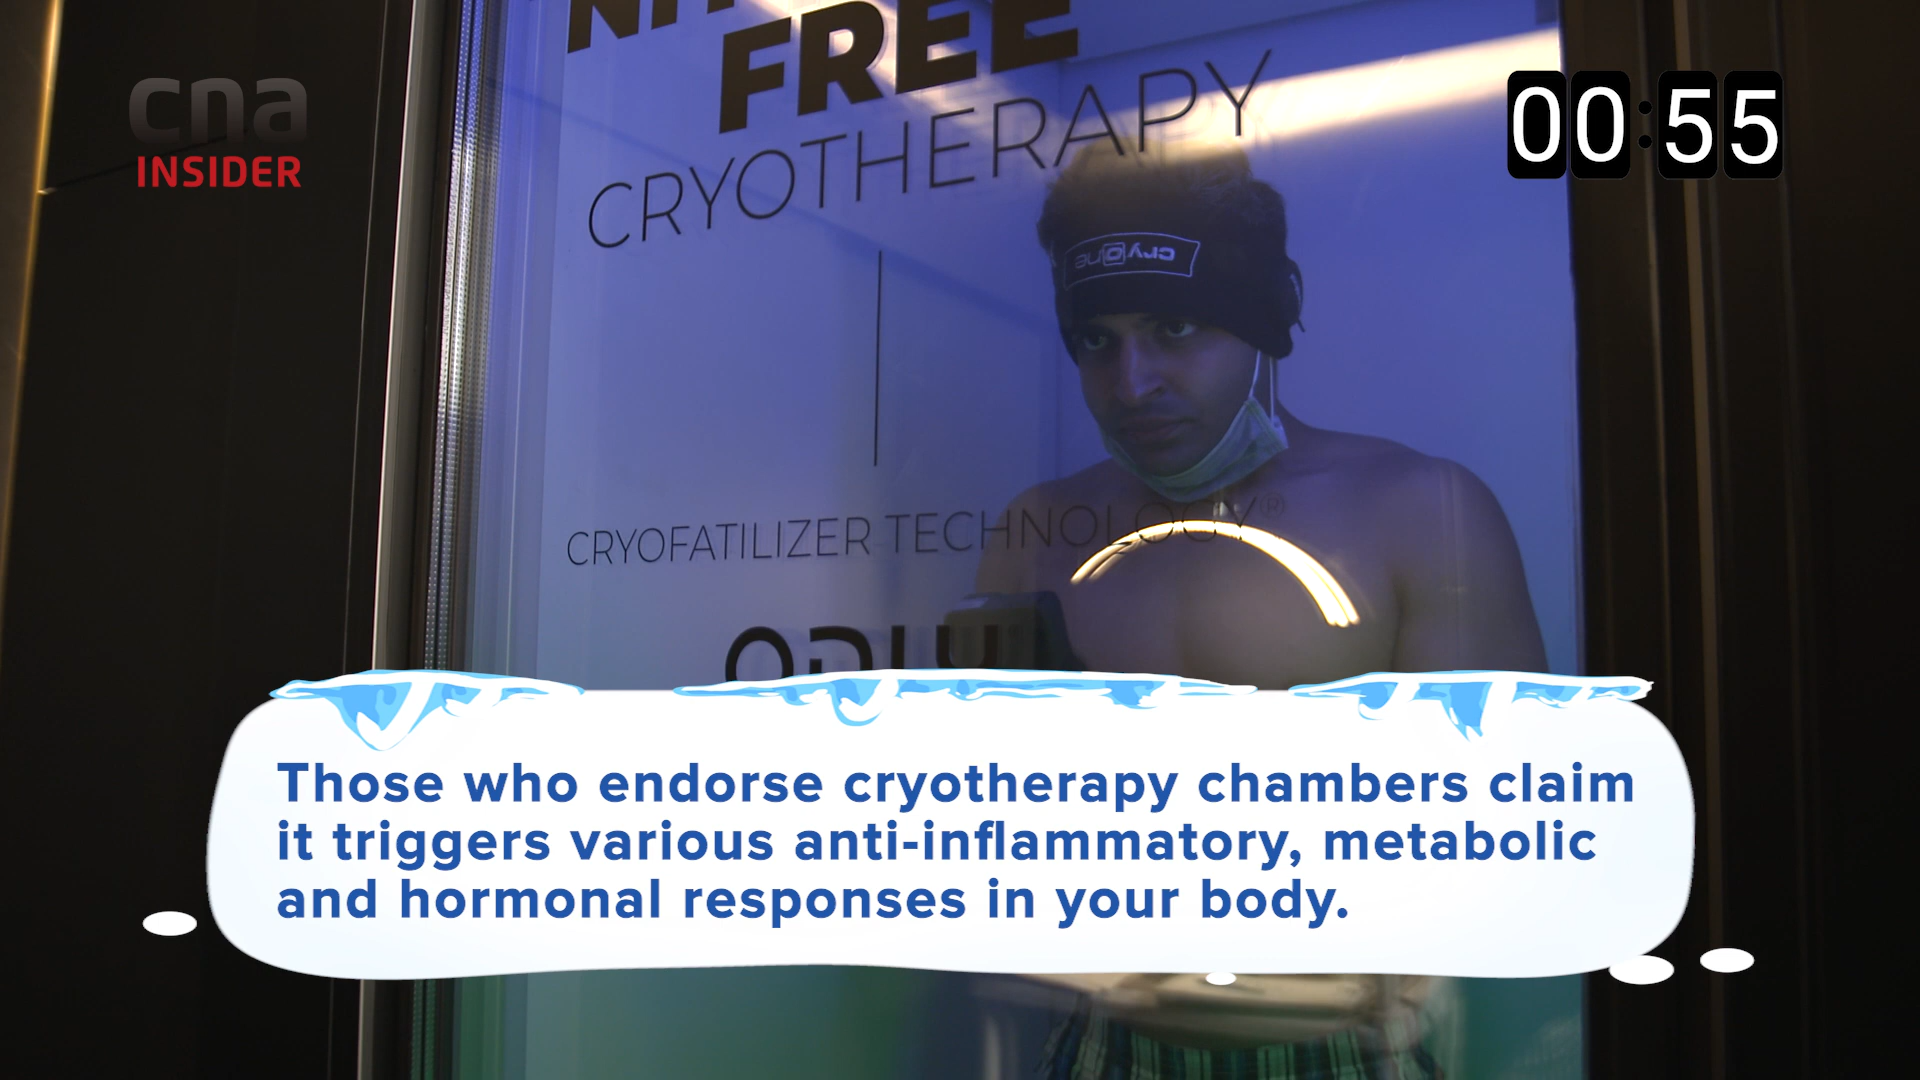 FREE
CRYOTHERAPY
cna
INSIDER
00:55
cryone
CRYOFATILIZER TECHNOLOGY®
Those who endorse cryotherapy chambers claim
it triggers various anti-inflammatory, metabolic
and hormonal responses in your body.